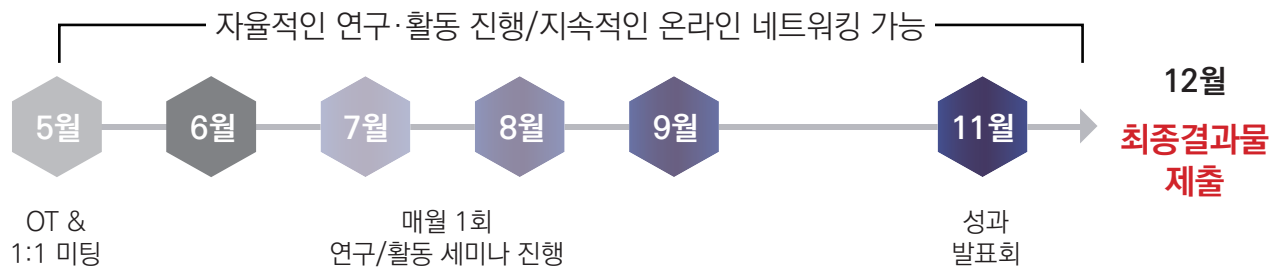 자율적인 연구·활동 진행/지속적인 온라인 네트워킹 가능
5월
6월
7월
8월
9월
11월
12월
최종결과물
제출
OT &
1:1 미팅
매월 1회
연구/활동 세미나 진행
성과
발표회